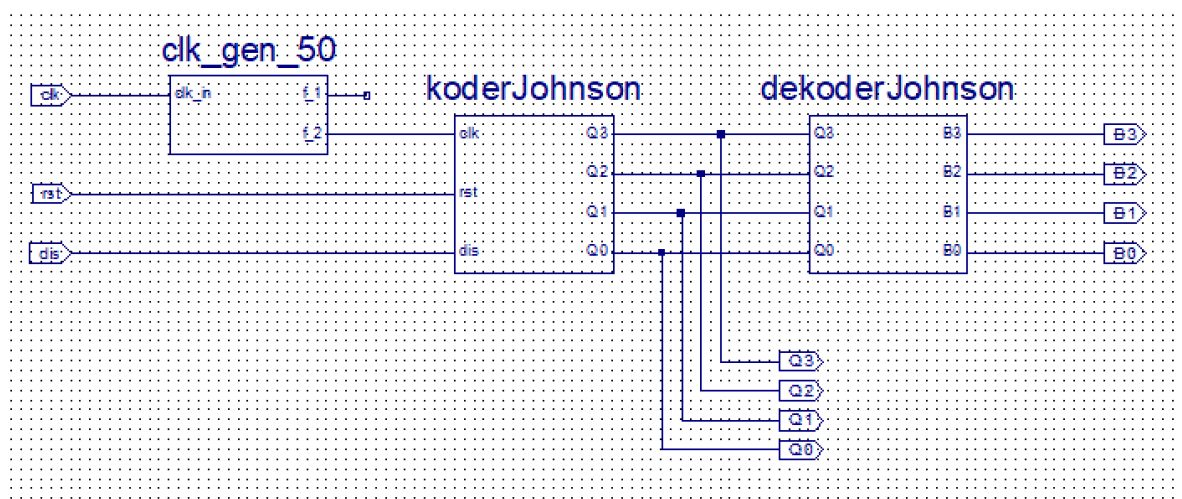 clk_gen_50
koderJohnson
dekoderJohnson
clk
clk_in
f_1
f_2
clk
Q3
Q3
B3
B3
Q2
Q2
B2
B2
rst
rst
Q1
Q1
B1
B1
dis
dis
Q0
Q0
B0
B0
Q3
Q2
Q1
Q0